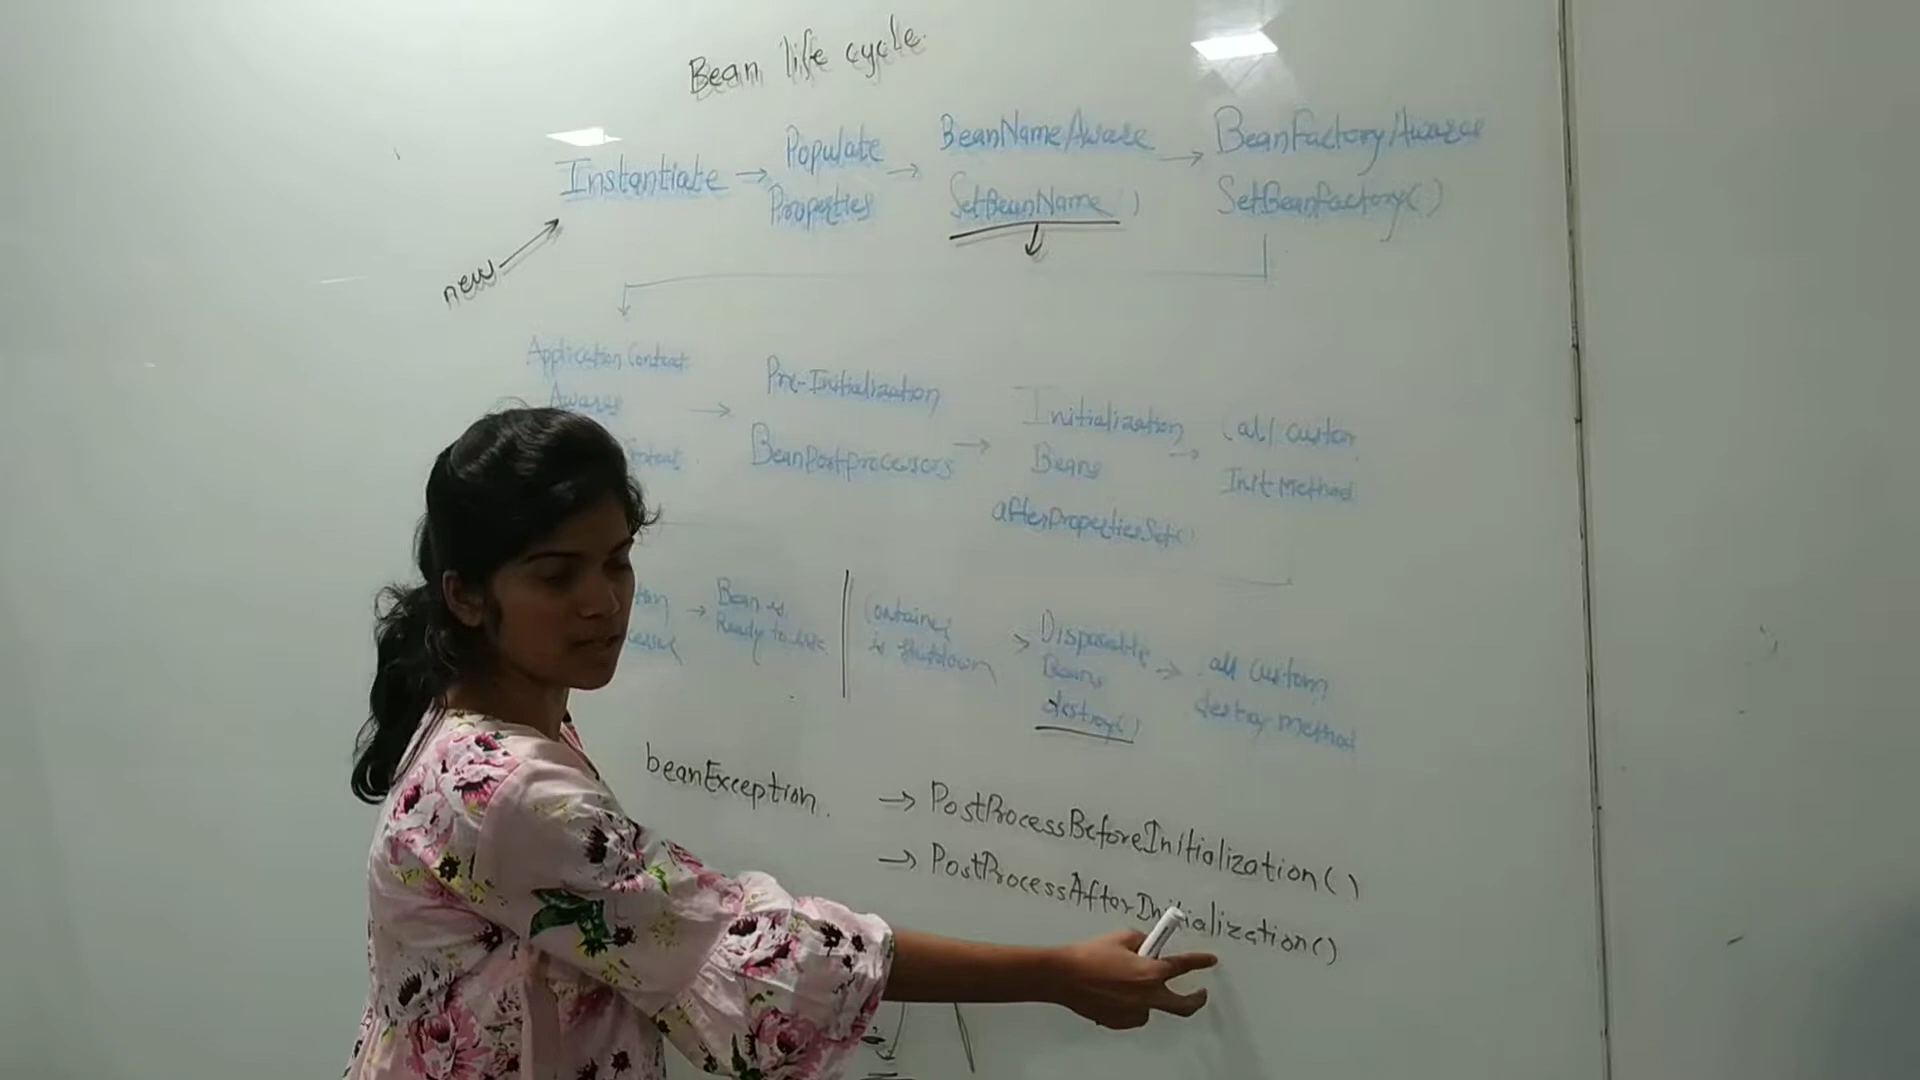 Bean life cycle.
Instantiate → Populate Properties → BeanNameAware SetBeanName() → BeanFactoryAware SetBeanFactory()
new
Application Context Aware → Pre-Initialization BeanPostProcessors → Initialization Beans afterPropertiesSet() → Call custom Init Method
→ Bean is Ready to use
Container is shutdown → Disposable Beans destroy() → call custom destroy method
beanException.
→ PostProcessBeforeInitialization()
→ PostProcessAfterInitialization()